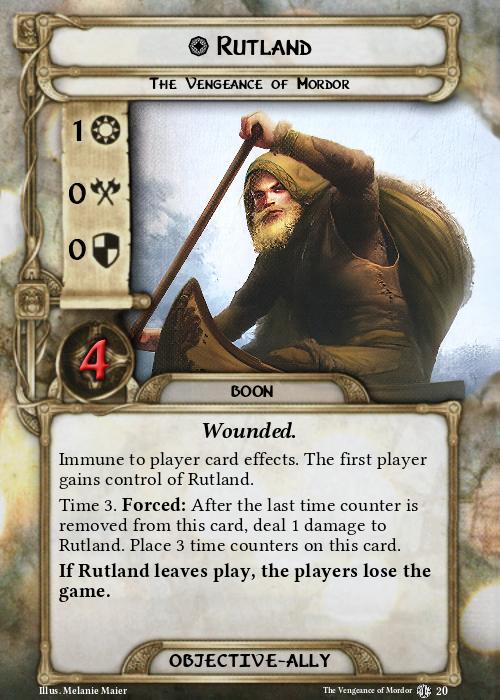 Rutland
The Vengeance of Mordor
1
0
0
4
BOON
Wounded.
Immune to player card effects. The first player
gains control of Rutland.
Time 3. Forced: After the last time counter is
removed from this card, deal 1 damage to
Rutland. Place 3 time counters on this card.
If Rutland leaves play, the players lose the
game.
OBJECTIVE-ALLY
Illus. Melanie Maier
The Vengeance of Mordor 20